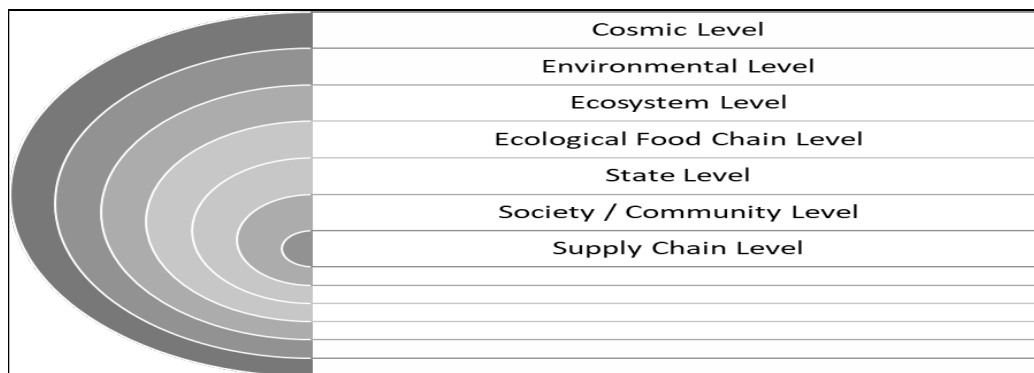 Cosmic Level
Environmental Level
Ecosystem Level
Ecological Food Chain Level
State Level
Society / Community Level
Supply Chain Level